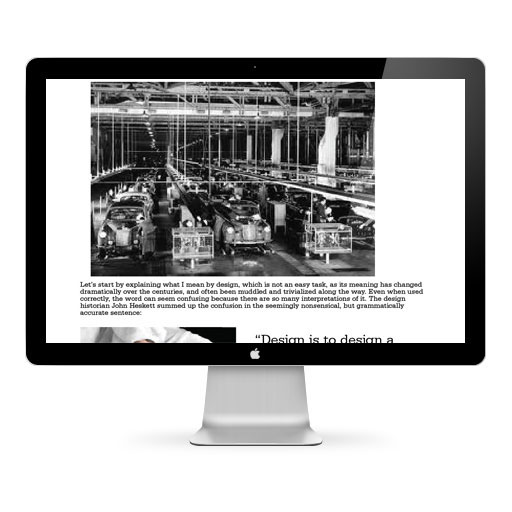 Let's start by explaining what I mean by design, which is not an easy task, as its meaning has changed
dramatically over the centuries, and often been muddled and trivialized along the way. Even when used
correctly, the word can seem confusing because there are so many interpretations of it. The design
historian John Heskett summed up the confusion in the seemingly nonsensical, but grammatically
accurate sentence:
“Design is to design a